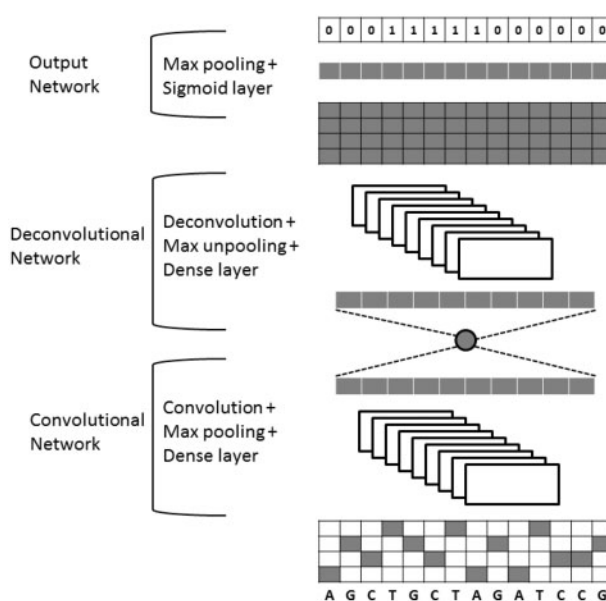 0 0 0 1 1 1 1 1 0 0 0 0 0 0
Output
Network
Max pooling +
Sigmoid layer
Deconvolutional
Network
Deconvolution +
Max unpooling +
Dense layer
Convolutional
Network
Convolution +
Max pooling +
Dense layer
A G C T G C T A G A T C C G